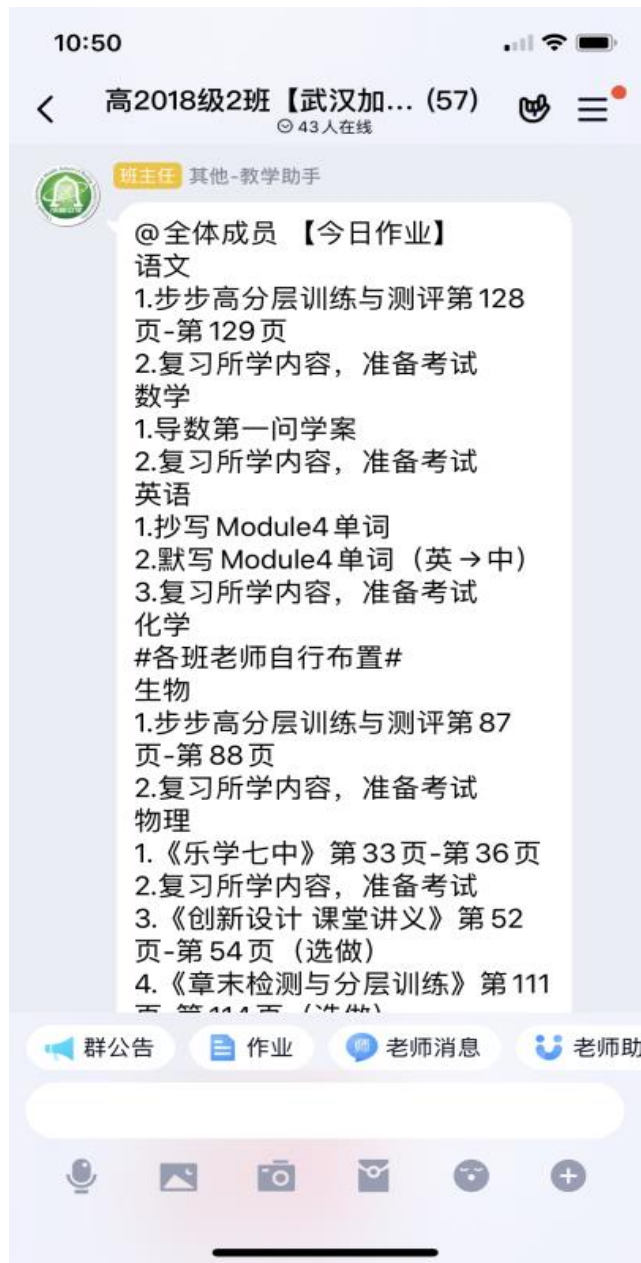 10:50
高2018级2班【武汉加... (57)
43人在线
班主任 其他-教学助手
@全体成员 【今日作业】
语文
1.步步高分层训练与测评第128
页-第129页
2.复习所学内容，准备考试
数学
1.导数第一问学案
2.复习所学内容，准备考试
英语
1.抄写Module4单词
2.默写Module4单词（英→中）
3.复习所学内容，准备考试
化学
#各班老师自行布置#
生物
1.步步高分层训练与测评第87
页-第88页
2.复习所学内容，准备考试
物理
1.《乐学七中》第33页-第36页
2.复习所学内容，准备考试
3.《创新设计 课堂讲义》第52
页-第54页（选做）
4.《章末检测与分层训练》第111
页-第114页（选做）
群公告 作业 老师消息 老师助